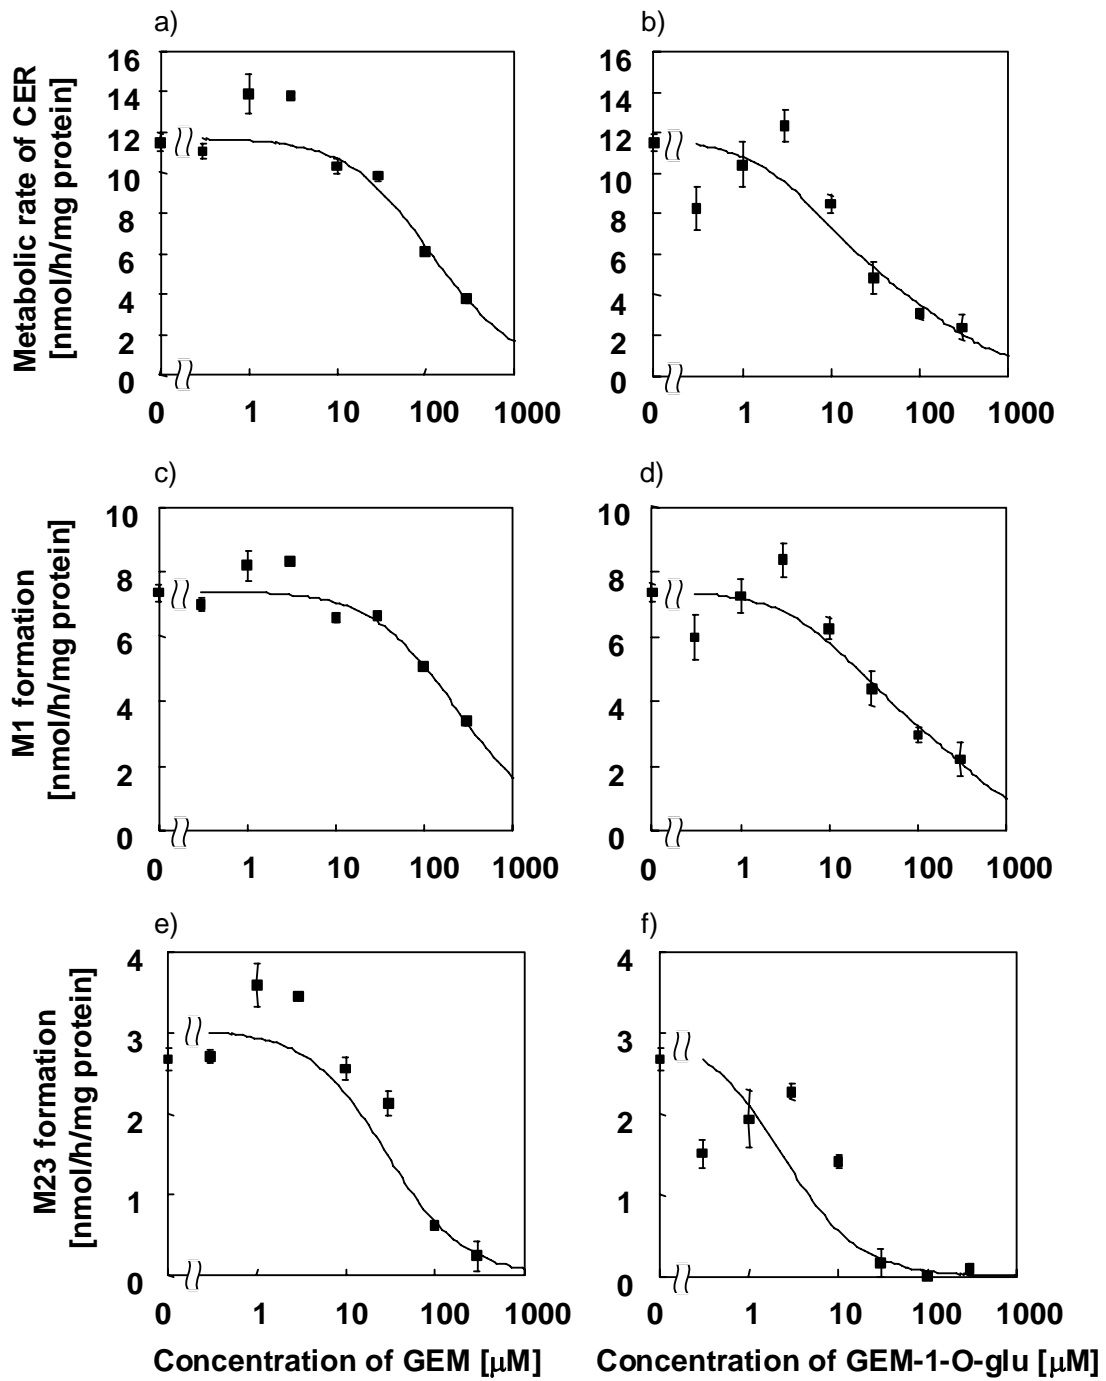 a)
Metabolic rate of CER
[nmol/h/mg protein]
16
14
12
10
8
6
4
2
0
0 1 10 100 1000
b)
16
14
12
10
8
6
4
2
0
0 1 10 100 1000
c)
M1 formation
[nmol/h/mg protein]
10
8
6
4
2
0
0 1 10 100 1000
d)
10
8
6
4
2
0
0 1 10 100 1000
e)
M23 formation
[nmol/h/mg protein]
4
3
2
1
0
0 1 10 100 1000
Concentration of GEM [μM]
f)
4
3
2
1
0
0 1 10 100 1000
Concentration of GEM-1-O-glu [μM]